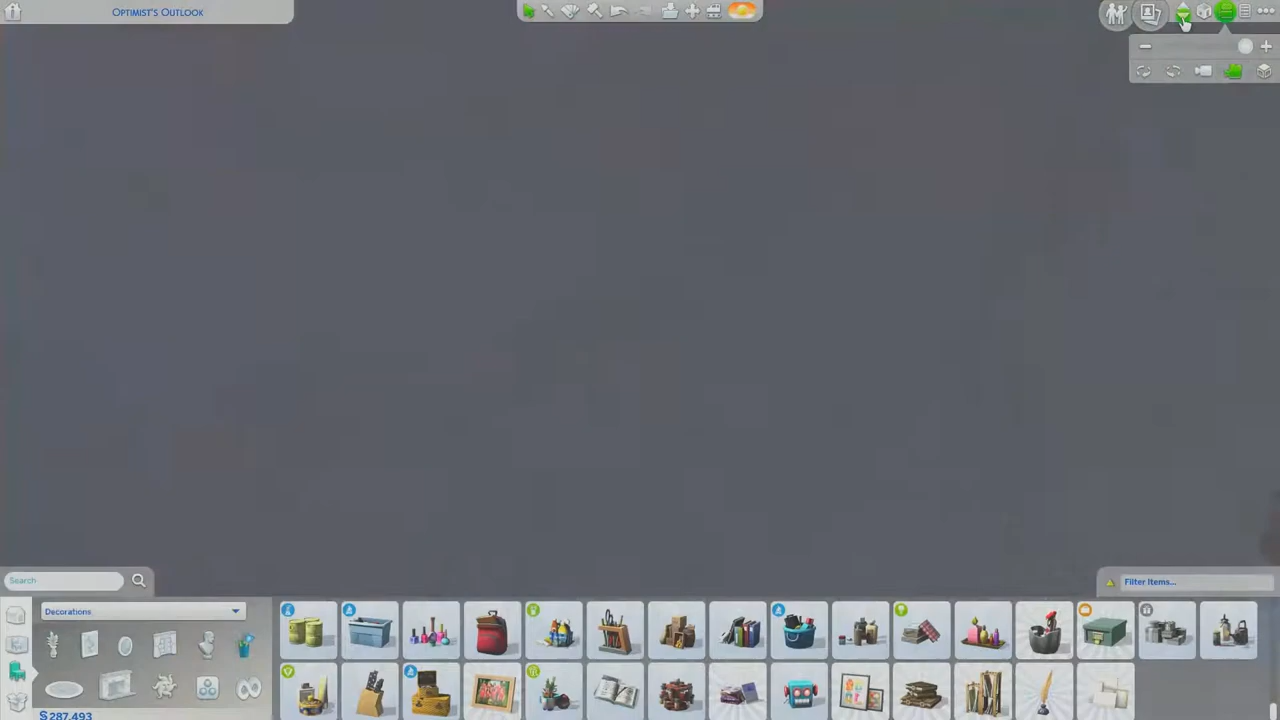 OPTIMIST'S OUTLOOK
Search
Filter Items...
Decorations
§287,493